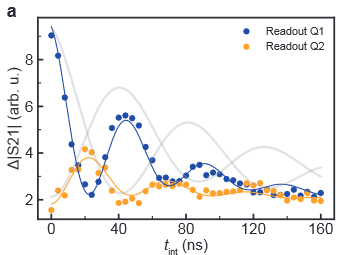 a
Readout Q1
Readout Q2
Δ|S21| (arb. u.)
8
6
4
2
0
40
80
120
160
t_int (ns)